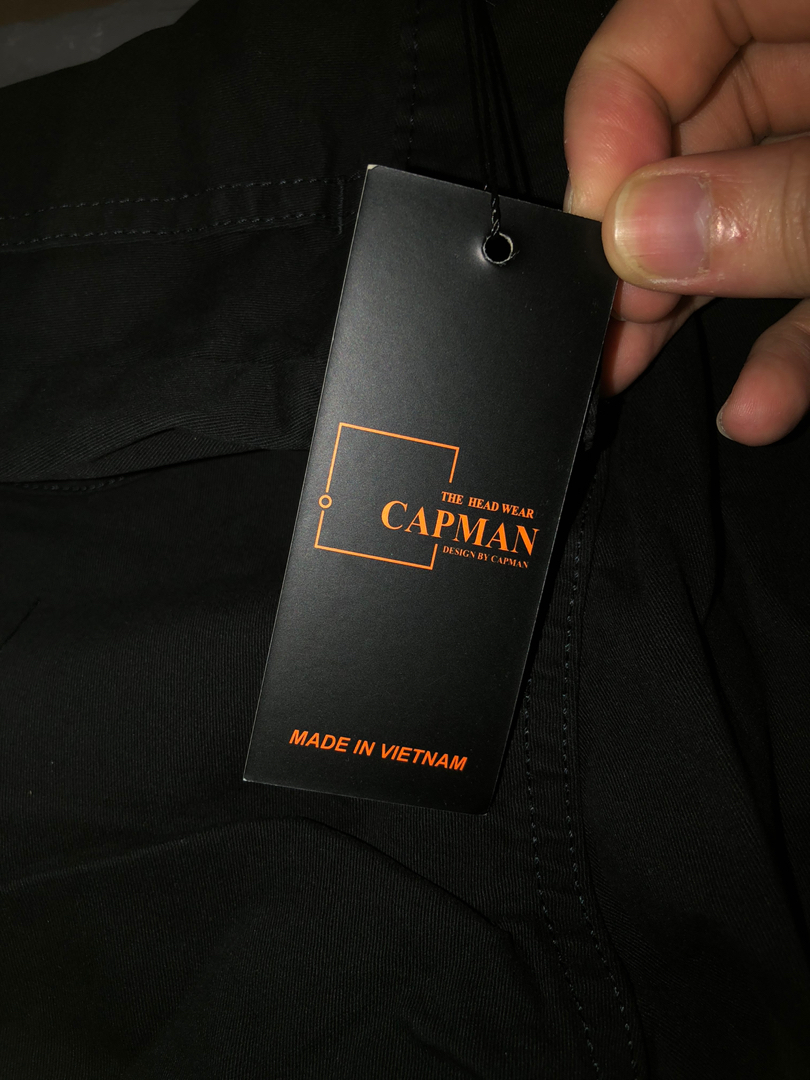 THE HEAD WEAR
CAPMAN
DESIGN BY CAPMAN
MADE IN VIETNAM